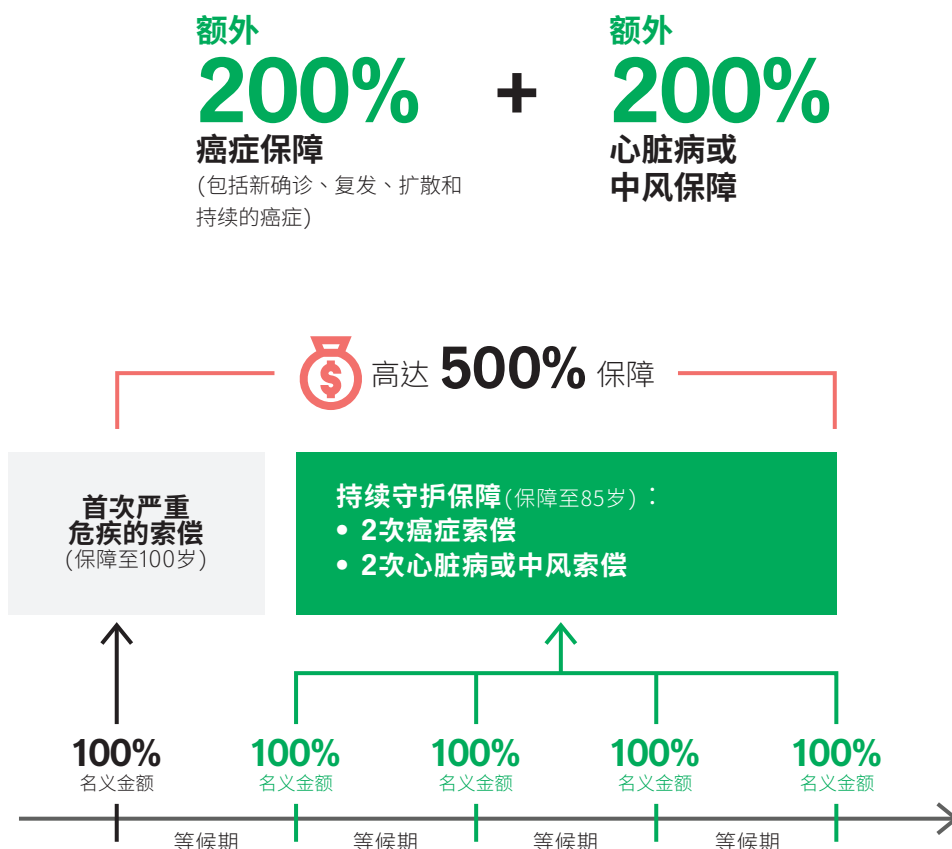 额外
200%
癌症保障
(包括新确诊、复发、扩散和
持续的癌症)
+
额外
200%
心脏病或
中风保障
高达 500% 保障
首次严重
危疾的索偿
(保障至100岁)
持续守护保障(保障至85岁)：
• 2次癌症索偿
• 2次心脏病或中风索偿
100% 100% 100% 100% 100%
名义金额 名义金额 名义金额 名义金额 名义金额
等候期 等候期 等候期 等候期